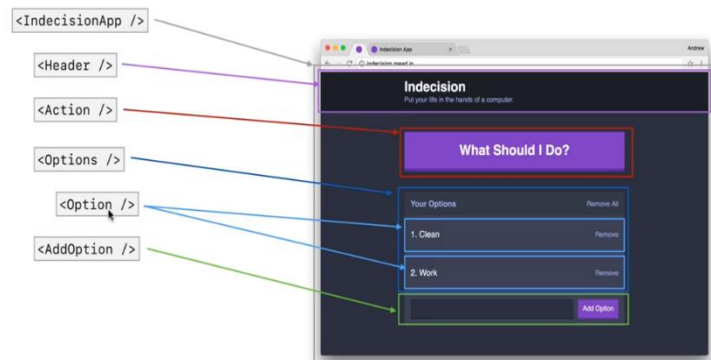 <IndecisionApp />
<Header />
<Action />
<Options />
<Option />
<AddOption />
Indecision App
Andrew
indecision.mead.io
Indecision
Put your life in the hands of a computer.
What Should I Do?
Your Options Remove All
1. Clean Remove
2. Work Remove
Add Option